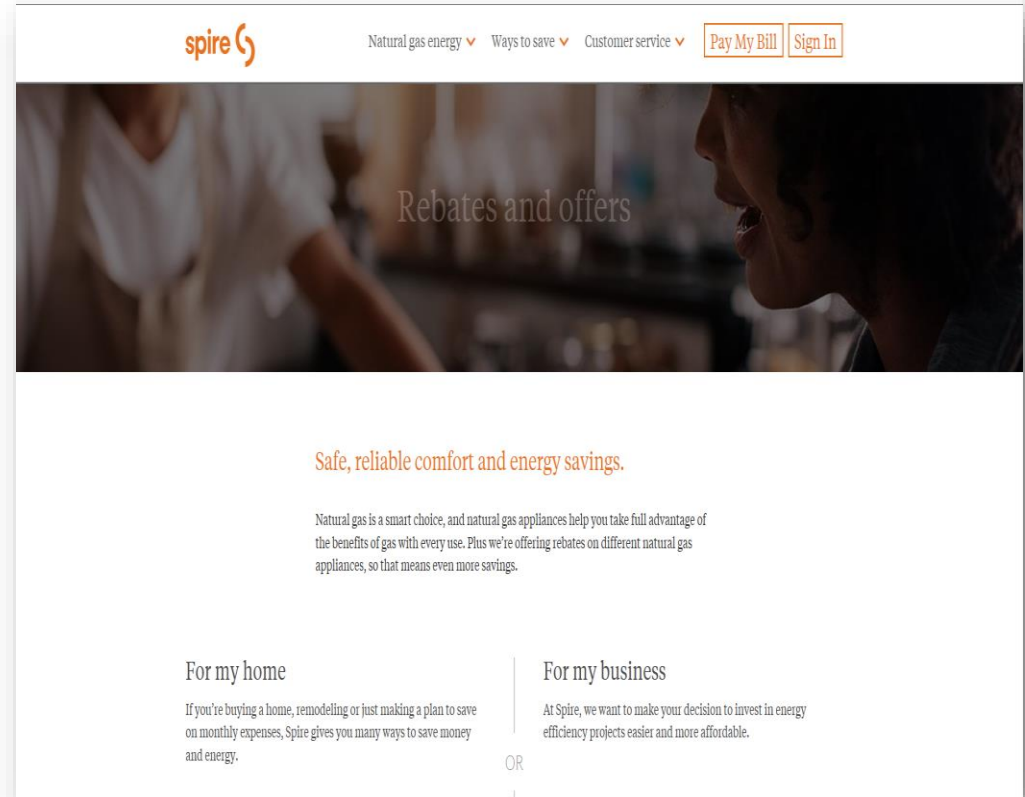 spire
Natural gas energy Ways to save Customer service Pay My Bill Sign In
Rebates and offers
Safe, reliable comfort and energy savings.
Natural gas is a smart choice, and natural gas appliances help you take full advantage of
the benefits of gas with every use. Plus we're offering rebates on different natural gas
appliances, so that means even more savings.
For my home
If you're buying a home, remodeling or just making a plan to save
on monthly expenses, Spire gives you many ways to save money
and energy.
OR
For my business
At Spire, we want to make your decision to invest in energy
efficiency projects easier and more affordable.